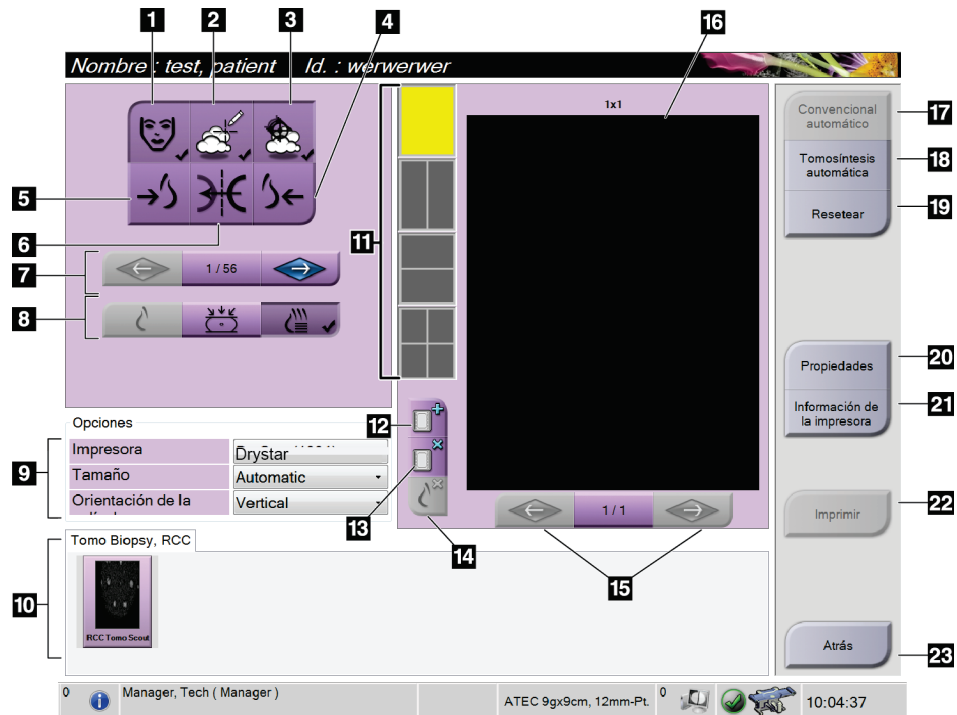 1
2
3
4
16
Nombre : test, patient Id. : werwerwer
1x1
Convencional automático
17
Tomosíntesis automática
18
Resetear
19
5
6
11
7
1 / 56
8
Propiedades
20
Información de la impresora
21
Opciones
12
9
Impresora
Drystar
Tamaño
Automatic
Orientación de la
Vertical
13
14
1 / 1
15
Imprimir
22
Tomo Biopsy, RCC
10
RCC Tomo Scout
Atrás
23
0
Manager, Tech ( Manager )
ATEC 9gx9cm, 12mm-Pt.
0
10:04:37